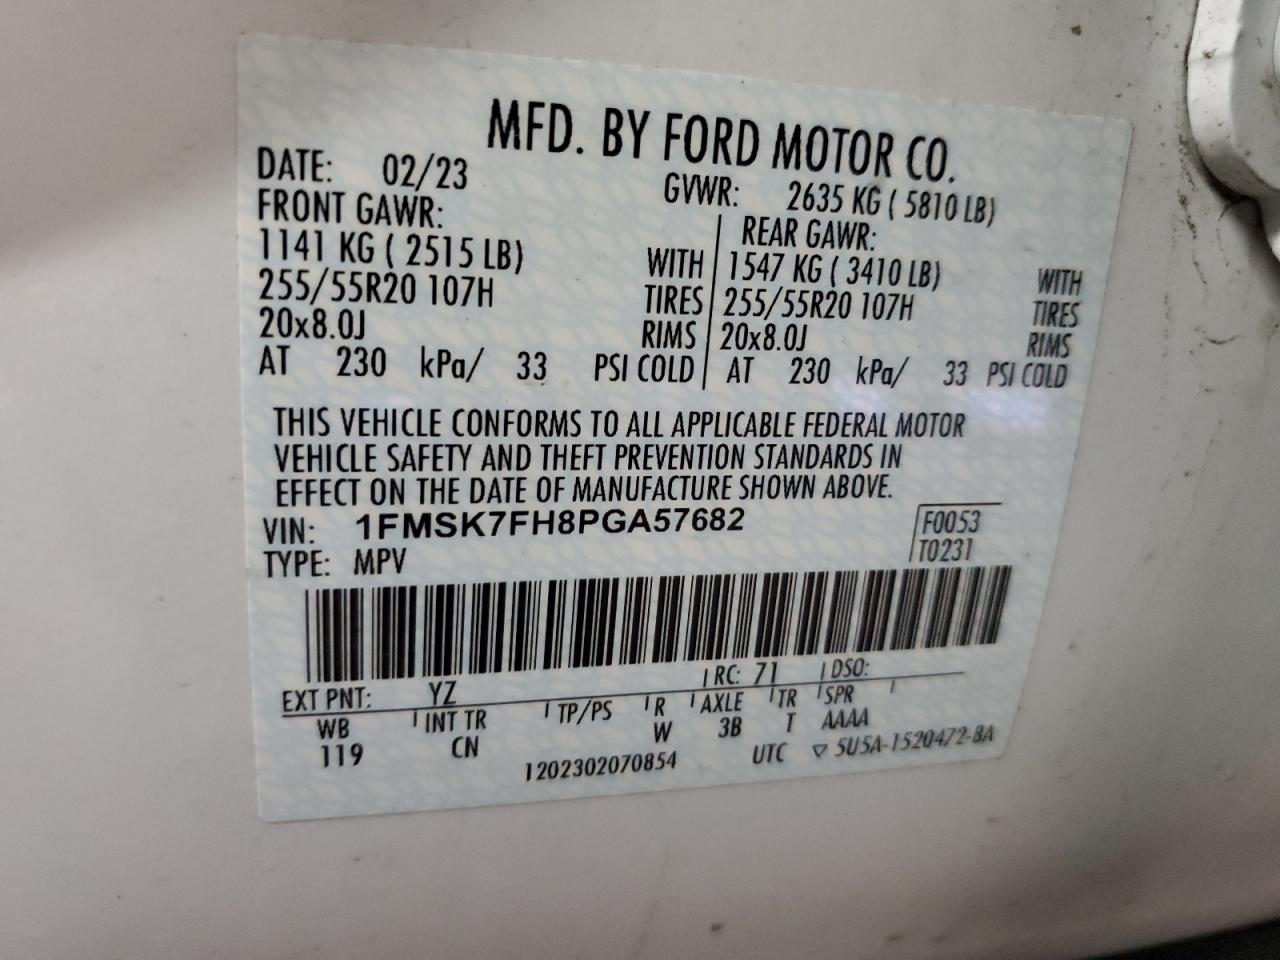 MFD. BY FORD MOTOR CO.
DATE: 02/23 GVWR: 2635 KG ( 5810 LB)
FRONT GAWR: REAR GAWR:
1141 KG ( 2515 LB) WITH 1547 KG ( 3410 LB) WITH
255/55R20 107H TIRES 255/55R20 107H TIRES
20x8.0J RIMS 20x8.0J RIMS
AT 230 kPa/ 33 PSI COLD AT 230 kPa/ 33 PSI COLD
THIS VEHICLE CONFORMS TO ALL APPLICABLE FEDERAL MOTOR
VEHICLE SAFETY AND THEFT PREVENTION STANDARDS IN
EFFECT ON THE DATE OF MANUFACTURE SHOWN ABOVE.
VIN: 1FMSK7FH8PGA57682 F0053
TYPE: MPV T0231
EXT PNT: YZ RC: 71 DSO:
WB INT TR TP/PS R AXLE TR SPR
119 CN W 3B T AAAA
1202302070854 UTC ▽ 5U5A-1520472-BA